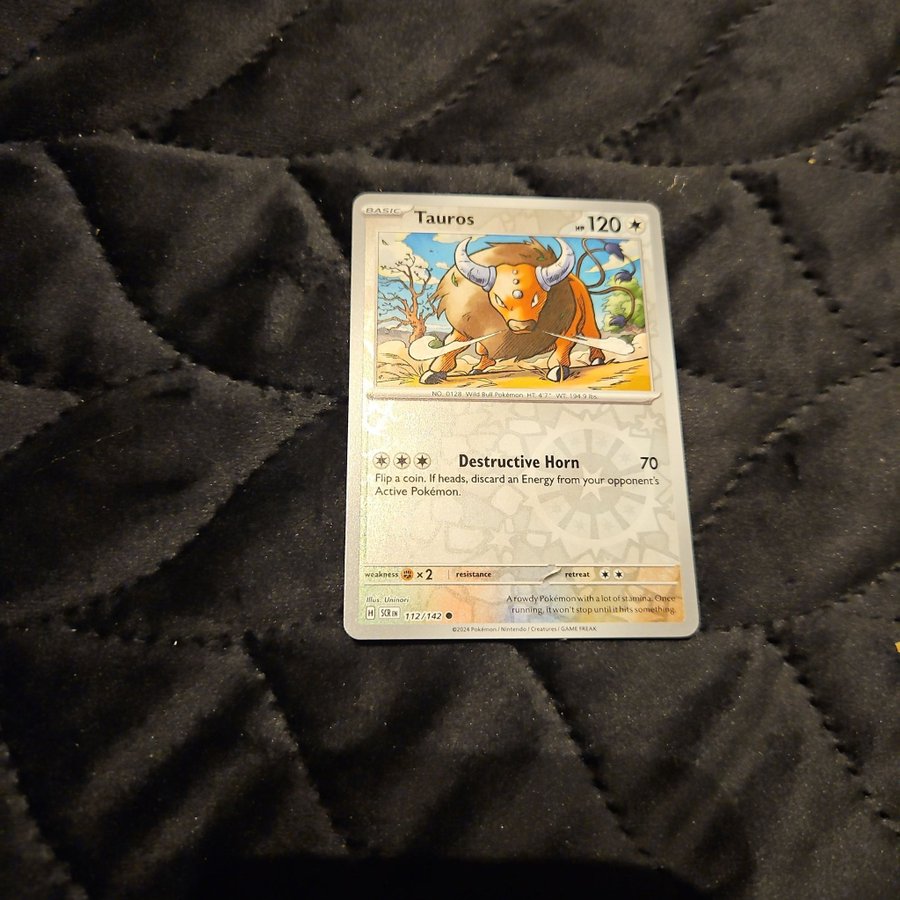 BASIC Tauros HP 120
NO. 0128 Wild Bull Pokémon HT: 4'7" WT: 194.9 lbs.
Destructive Horn 70
Flip a coin. If heads, discard an Energy from your opponent's
Active Pokémon.
weakness ×2 resistance retreat
Illus. Uninori
A rowdy Pokémon with a lot of stamina. Once
running, it won't stop until it hits something.
H SCR EN 112/142
©2024 Pokémon / Nintendo / Creatures / GAME FREAK